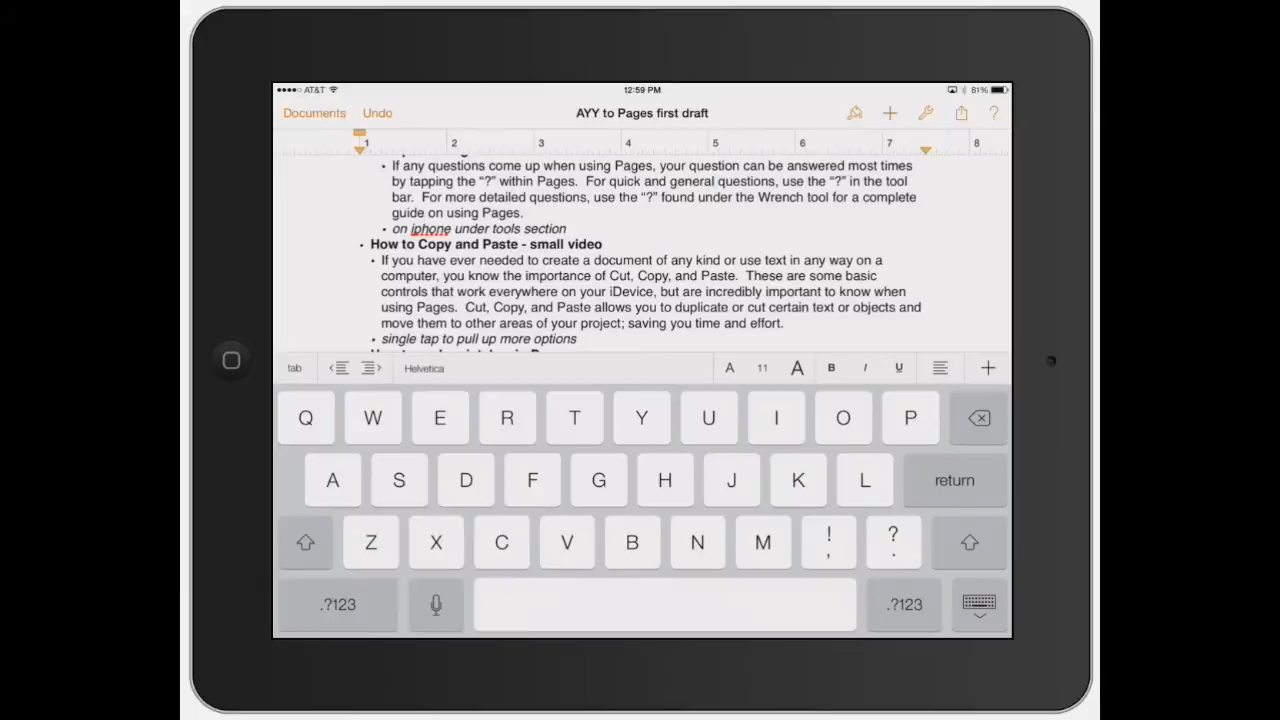 AT&T 12:59 PM 81%
Documents Undo AYY to Pages first draft ?
1 2 3 4 5 6 7 8
• If any questions come up when using Pages, your question can be answered most times
by tapping the “?” within Pages. For quick and general questions, use the “?” in the tool
bar. For more detailed questions, use the “?” found under the Wrench tool for a complete
guide on using Pages.
• on iphone under tools section
• How to Copy and Paste - small video
• If you have ever needed to create a document of any kind or use text in any way on a
computer, you know the importance of Cut, Copy, and Paste. These are some basic
controls that work everywhere on your iDevice, but are incredibly important to know when
using Pages. Cut, Copy, and Paste allows you to duplicate or cut certain text or objects and
move them to other areas of your project; saving you time and effort.
• single tap to pull up more options
tab Helvetica A 11 A B I U
Q W E R T Y U I O P
A S D F G H J K L return
Z X C V B N M ! , ? .
.?123 .?123